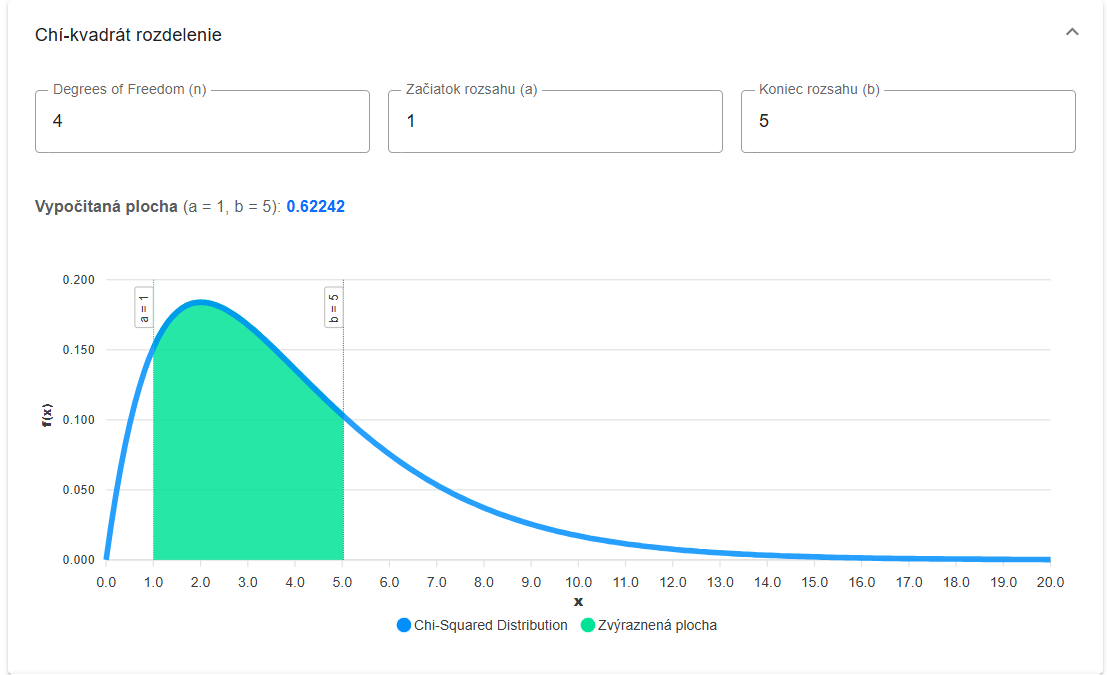 Chí-kvadrát rozdelenie
Degrees of Freedom (n)
4
Začiatok rozsahu (a)
1
Koniec rozsahu (b)
5
Vypočitaná plocha (a = 1, b = 5): 0.62242
0.200
0.150
0.100
0.050
0.000
f(x)
a = 1
b = 5
0.0 1.0 2.0 3.0 4.0 5.0 6.0 7.0 8.0 9.0 10.0 11.0 12.0 13.0 14.0 15.0 16.0 17.0 18.0 19.0 20.0
x
Chi-Squared Distribution Zvýraznená plocha